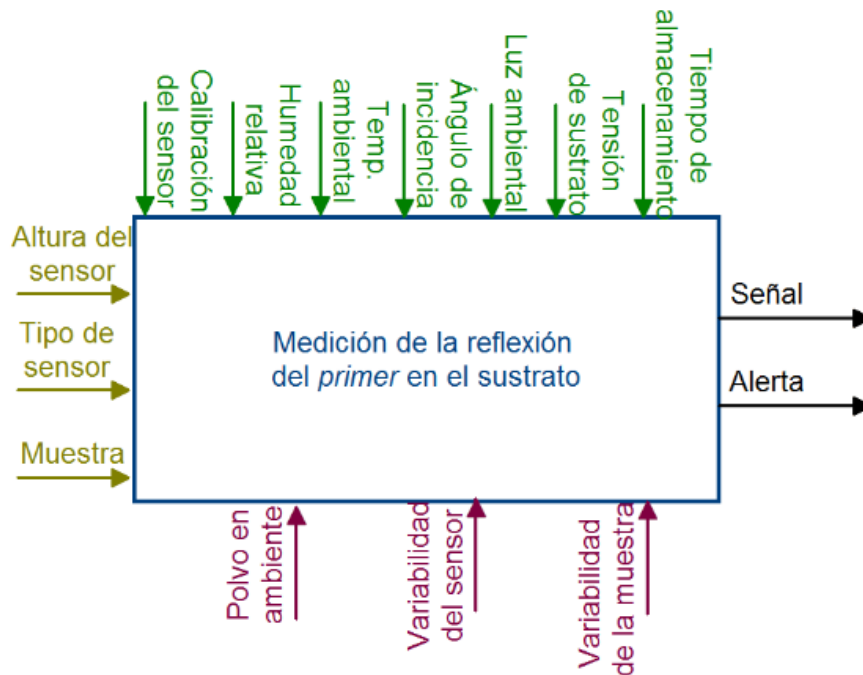 Calibración
del sensor
Humedad
relativa
Temp.
ambiental
Ángulo de
incidencia
Luz ambiental
Tensión
de sustrato
Tiempo de
almacenamiento
Altura del
sensor
Tipo de
sensor
Muestra
Medición de la reflexión
del primer en el sustrato
Señal
Alerta
Polvo en
ambiente
Variabilidad
del sensor
Variabilidad
de la muestra